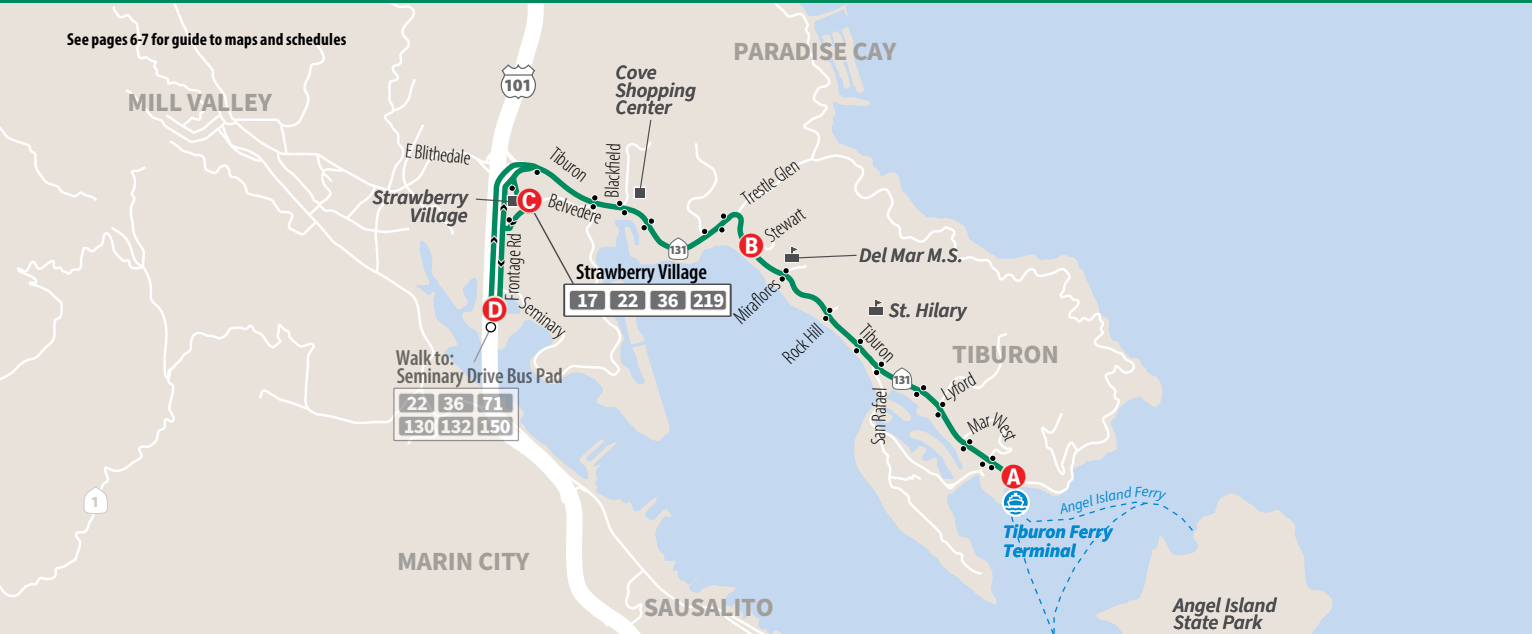 See pages 6-7 for guide to maps and schedules
PARADISE CAY
101
Cove
Shopping
Center
MILL VALLEY
E Blithedale
Tiburon
Blackfield
Trestle Glen
Strawberry
Village
C
Belvedere
Stewart
131
B
Frontage Rd
Del Mar M.S.
Strawberry Village
17 22 36 219
Miraflores
D
Seminary
St. Hilary
Rock Hill
Tiburon
TIBURON
Walk to:
Seminary Drive Bus Pad
22 36 71
130 132 150
131
Lyford
San Rafael
Mar West
A
1
Angel Island Ferry
Tiburon Ferry
Terminal
MARIN CITY
SAUSALITO
Angel Island
State Park